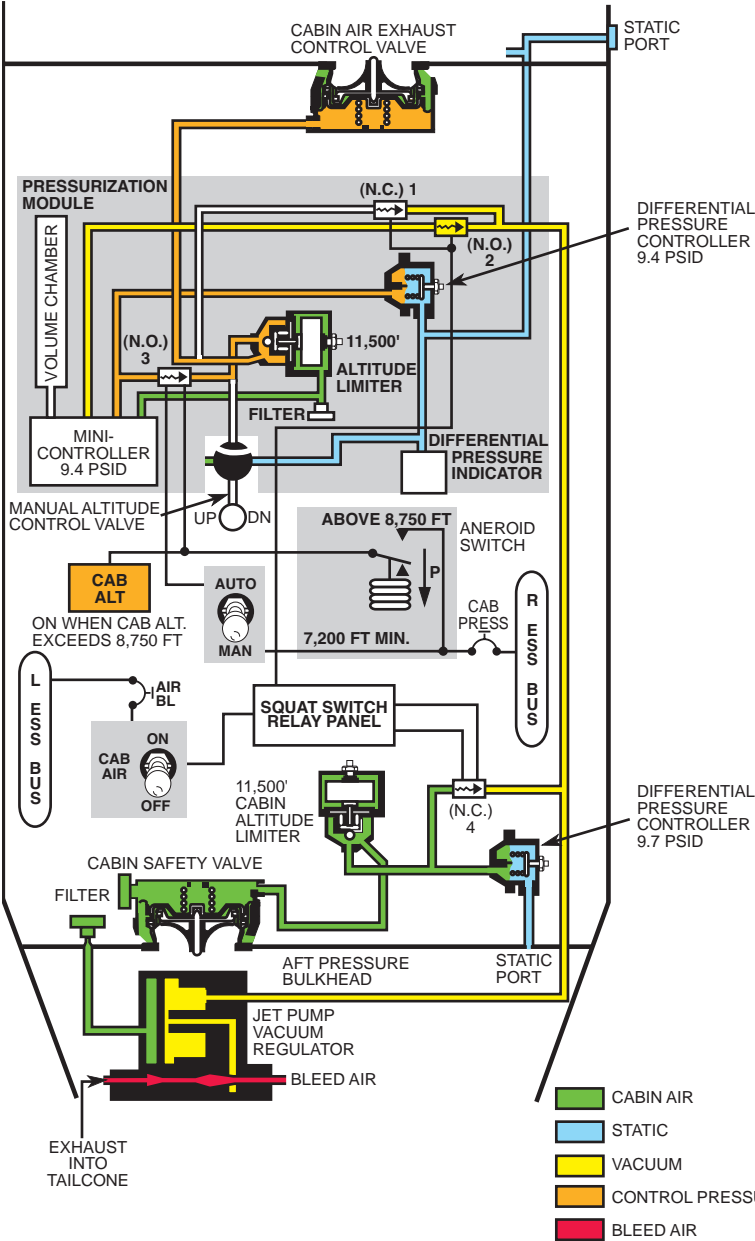 CABIN AIR EXHAUST
CONTROL VALVE
STATIC
PORT
PRESSURIZATION
MODULE
(N.C.) 1
DIFFERENTIAL
PRESSURE
CONTROLLER
9.4 PSID
(N.O.)
2
VOLUME CHAMBER
(N.O.)
3
11,500'
ALTITUDE
LIMITER
FILTER
MINI-
CONTROLLER
9.4 PSID
DIFFERENTIAL
PRESSURE
INDICATOR
MANUAL ALTITUDE
CONTROL VALVE
UP
DN
ABOVE 8,750 FT
ANEROID
SWITCH
P
CAB
ALT
AUTO
MAN
ON WHEN CAB ALT.
EXCEEDS 8,750 FT
7,200 FT MIN.
CAB
PRESS
R
ESS
BUS
L
ESS
BUS
AIR
BL
ON
CAB
AIR
OFF
SQUAT SWITCH
RELAY PANEL
11,500'
CABIN
ALTITUDE
LIMITER
(N.C.)
4
DIFFERENTIAL
PRESSURE
CONTROLLER
9.7 PSID
CABIN SAFETY VALVE
FILTER
AFT PRESSURE
BULKHEAD
STATIC
PORT
JET PUMP
VACUUM
REGULATOR
BLEED AIR
EXHAUST
INTO
TAILCONE
CABIN AIR
STATIC
VACUUM
CONTROL PRESSU
BLEED AIR